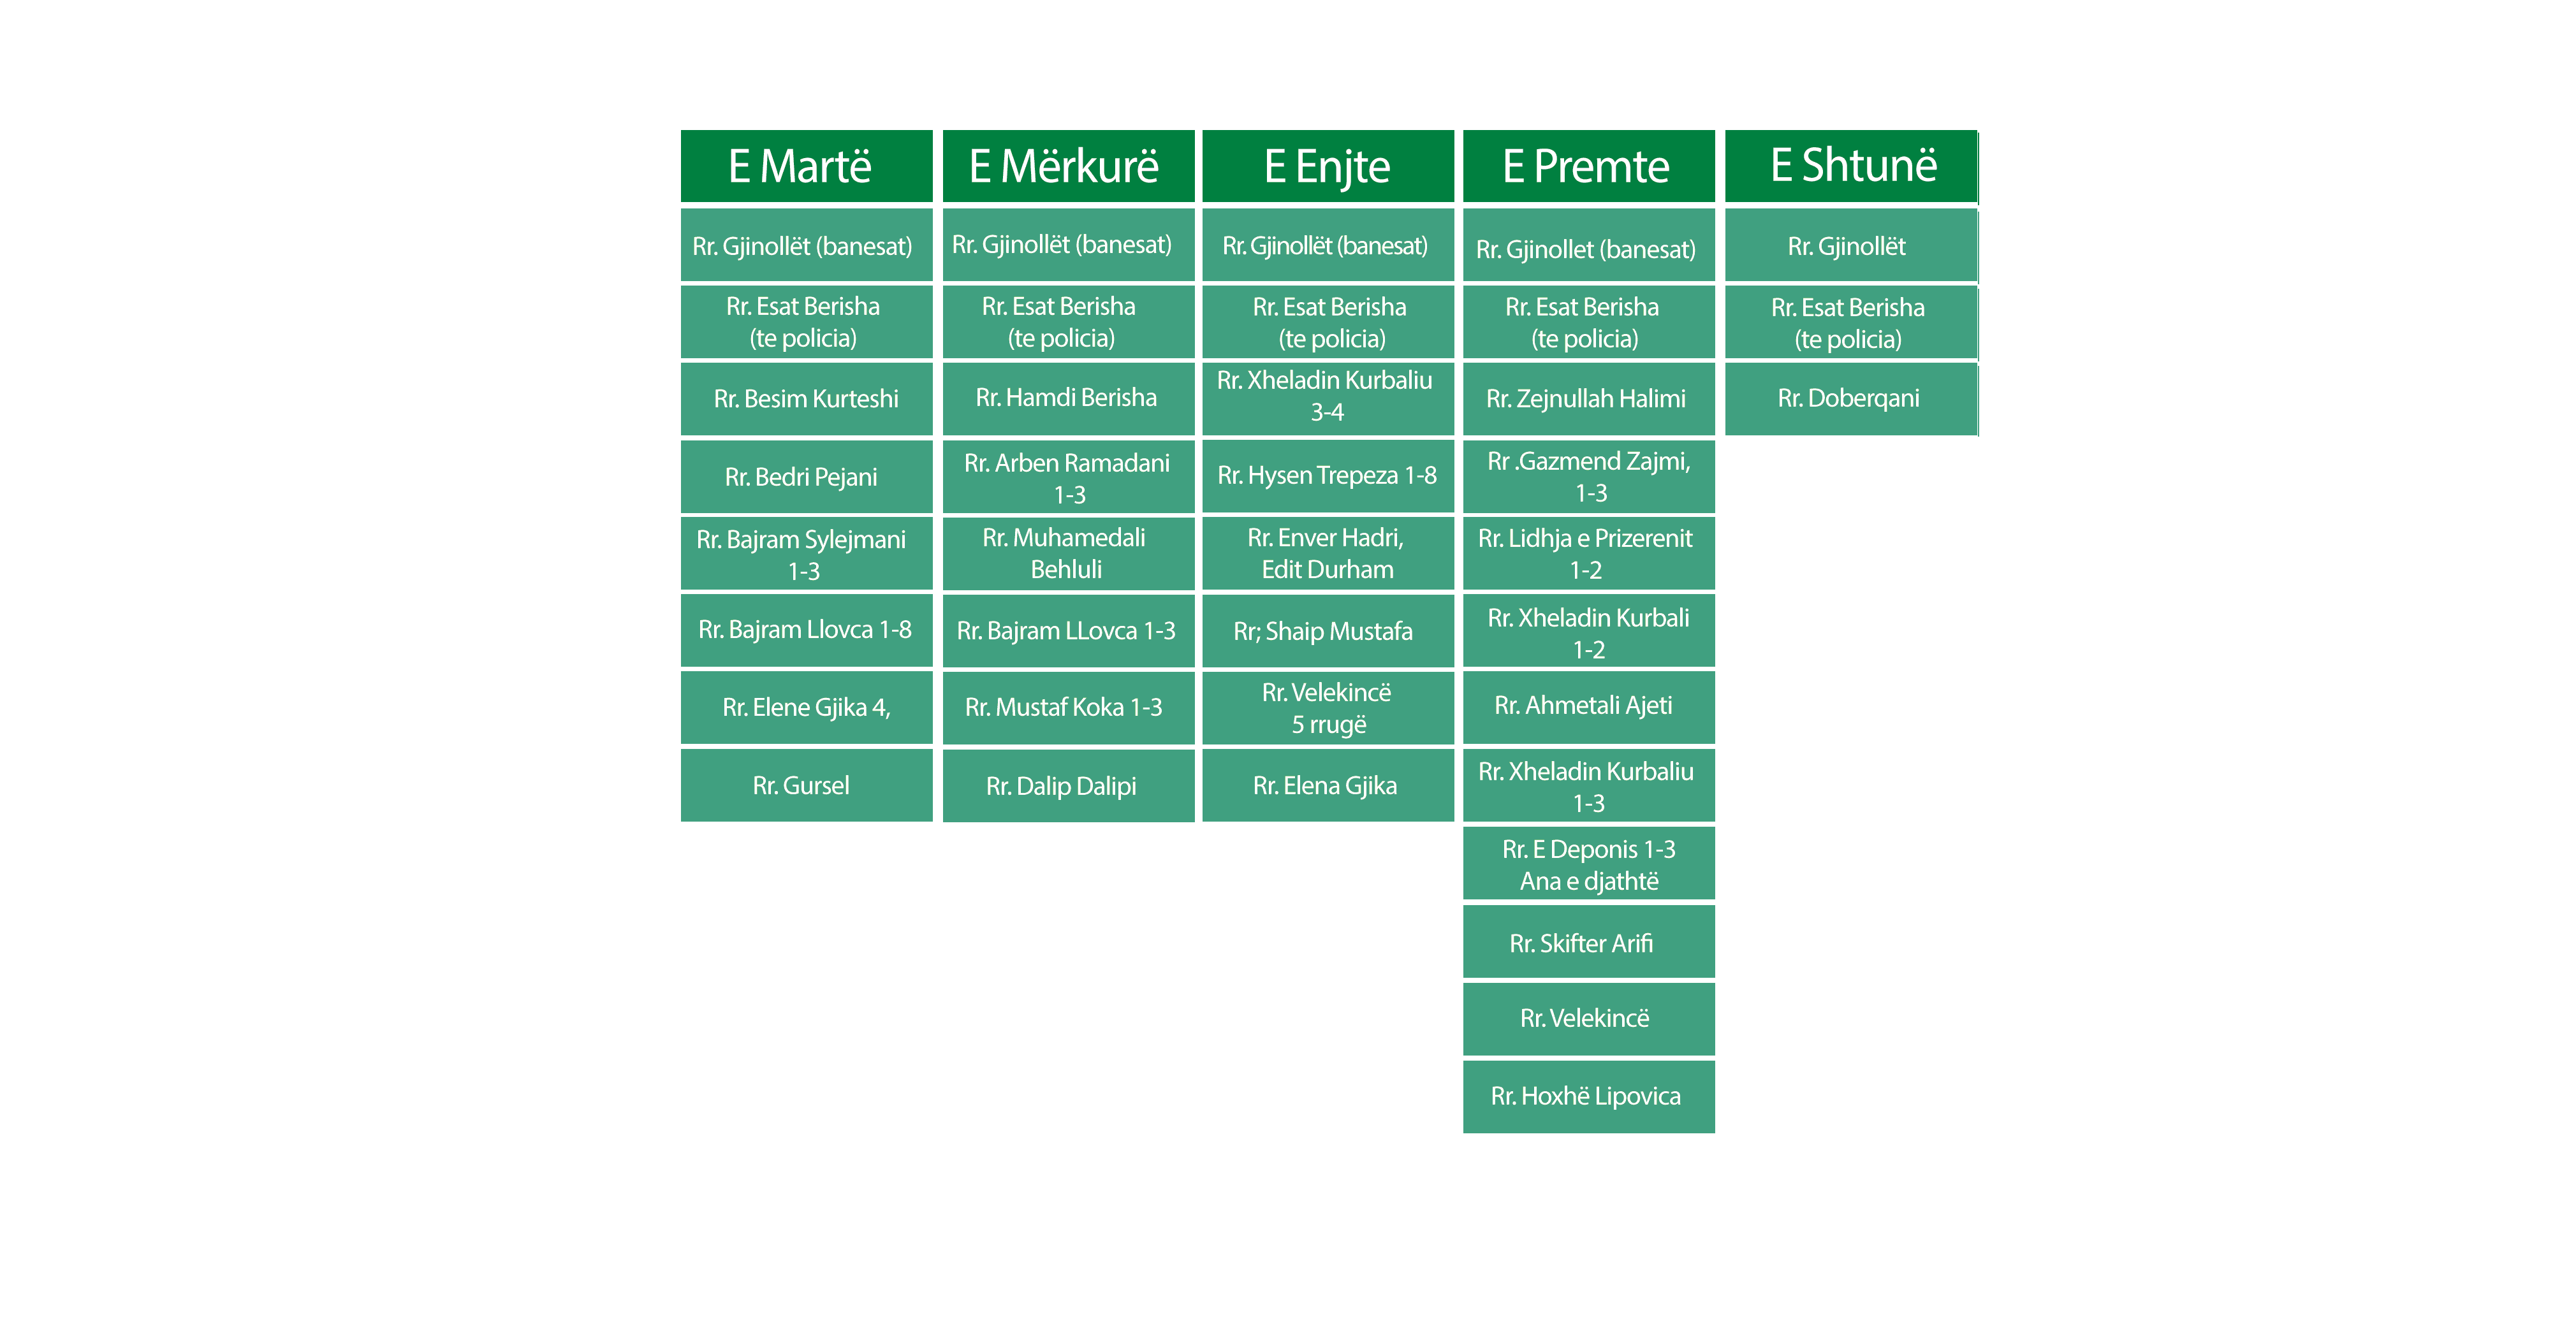 E Martë
Rr. Gjinollët (banesat)
Rr. Esat Berisha
(te policia)
Rr. Besim Kurteshi
Rr. Bedri Pejani
Rr. Bajram Sylejmani
1-3
Rr. Bajram Llovca 1-8
Rr. Elene Gjika 4,
Rr. Gursel
E Mërkurë
Rr. Gjinollët (banesat)
Rr. Esat Berisha
(te policia)
Rr. Hamdi Berisha
Rr. Arben Ramadani
1-3
Rr. Muhamedali
Behluli
Rr. Bajram LLovca 1-3
Rr. Mustaf Koka 1-3
Rr. Dalip Dalipi
E Enjte
Rr. Gjinollët (banesat)
Rr. Esat Berisha
(te policia)
Rr. Xheladin Kurbaliu
3-4
Rr. Hysen Trepeza 1-8
Rr. Enver Hadri,
Edit Durham
Rr; Shaip Mustafa
Rr. Velekincë
5 rrugë
Rr. Elena Gjika
E Premte
Rr. Gjinollet (banesat)
Rr. Esat Berisha
(te policia)
Rr. Zejnullah Halimi
Rr .Gazmend Zajmi,
1-3
Rr. Lidhja e Prizerenit
1-2
Rr. Xheladin Kurbali
1-2
Rr. Ahmetali Ajeti
Rr. Xheladin Kurbaliu
1-3
Rr. E Deponis 1-3
Ana e djathtë
Rr. Skifter Arifi
Rr. Velekincë
Rr. Hoxhë Lipovica
E Shtunë
Rr. Gjinollët
Rr. Esat Berisha
(te policia)
Rr. Doberqani